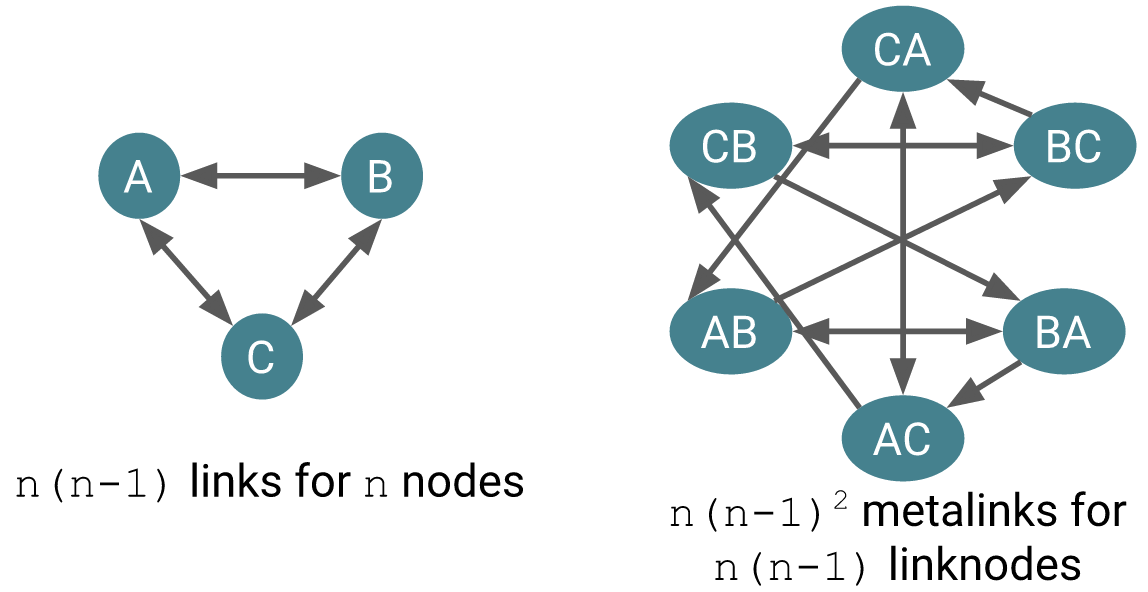 A
B
C
n(n-1) links for n nodes
CA
CB
BC
AB
BA
AC
n(n-1)² metalinks for
n(n-1) linknodes